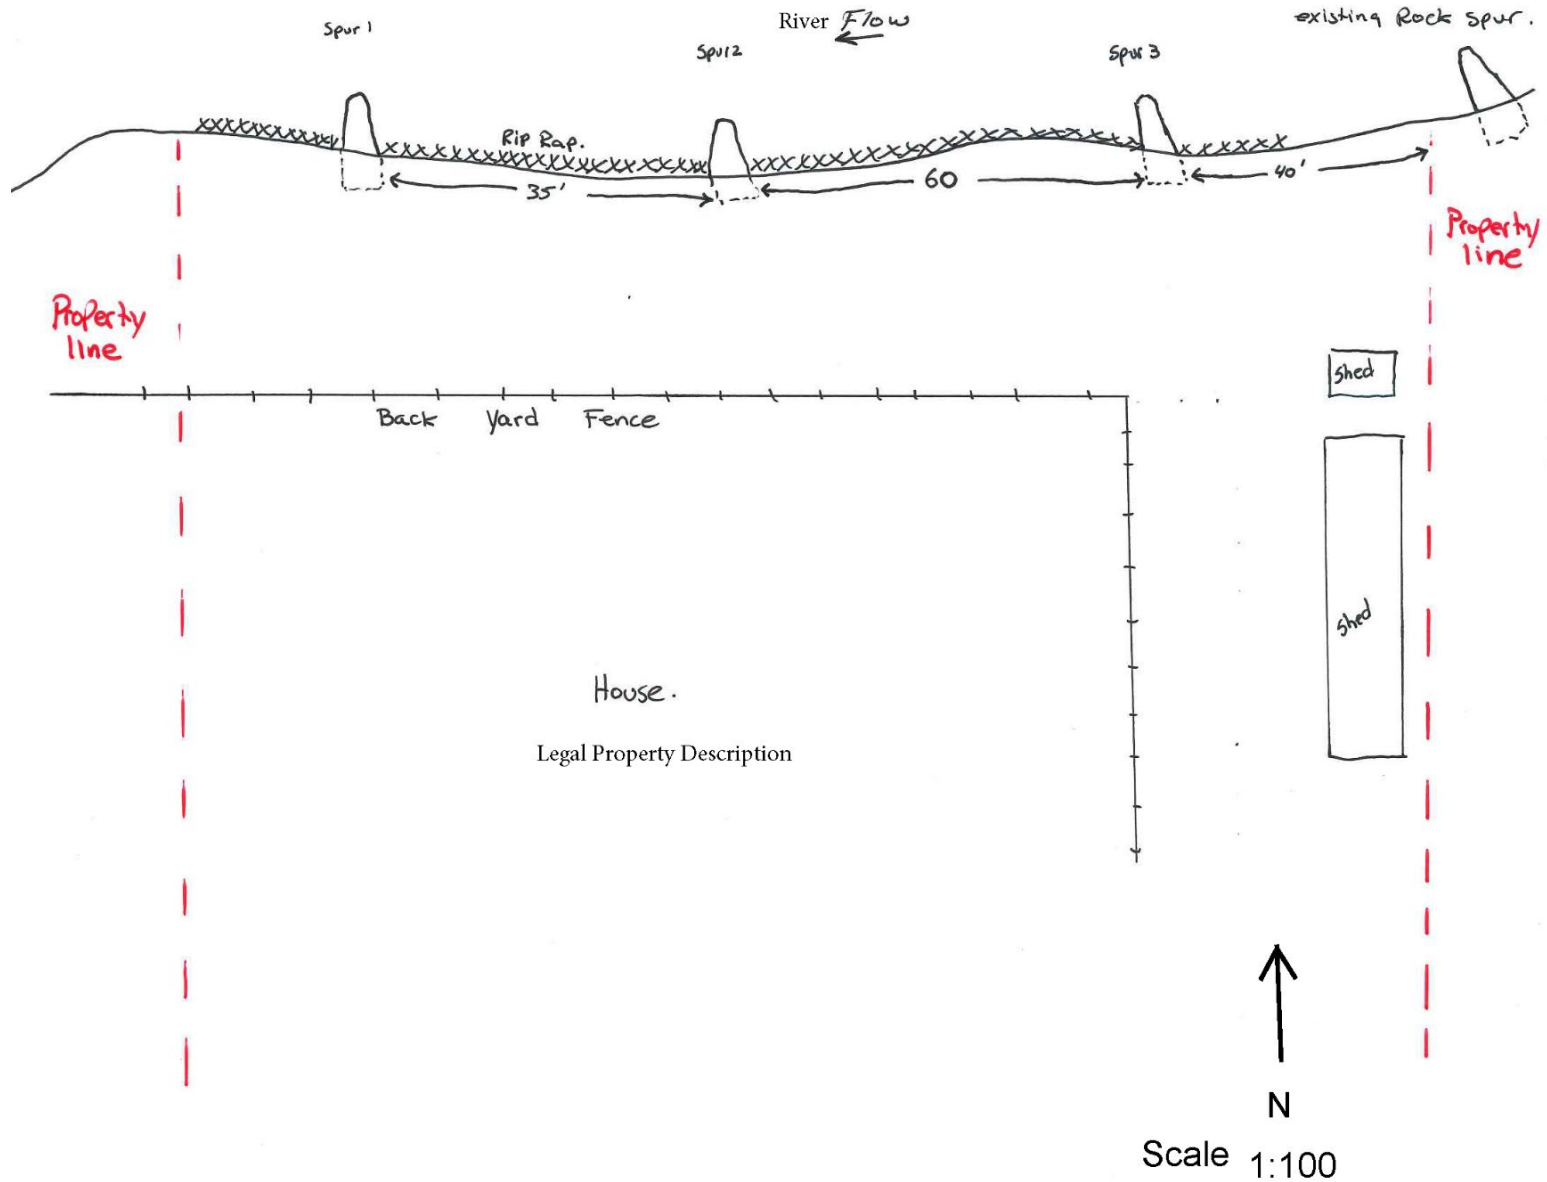 River Flow
existing Rock Spur.
Spur 1
Spur 2
Spur 3
Rip Rap.
35'
60
40'
Property
line
Property
line
Shed
Back Yard Fence
Shed
House.
Legal Property Description
N
Scale 1:100